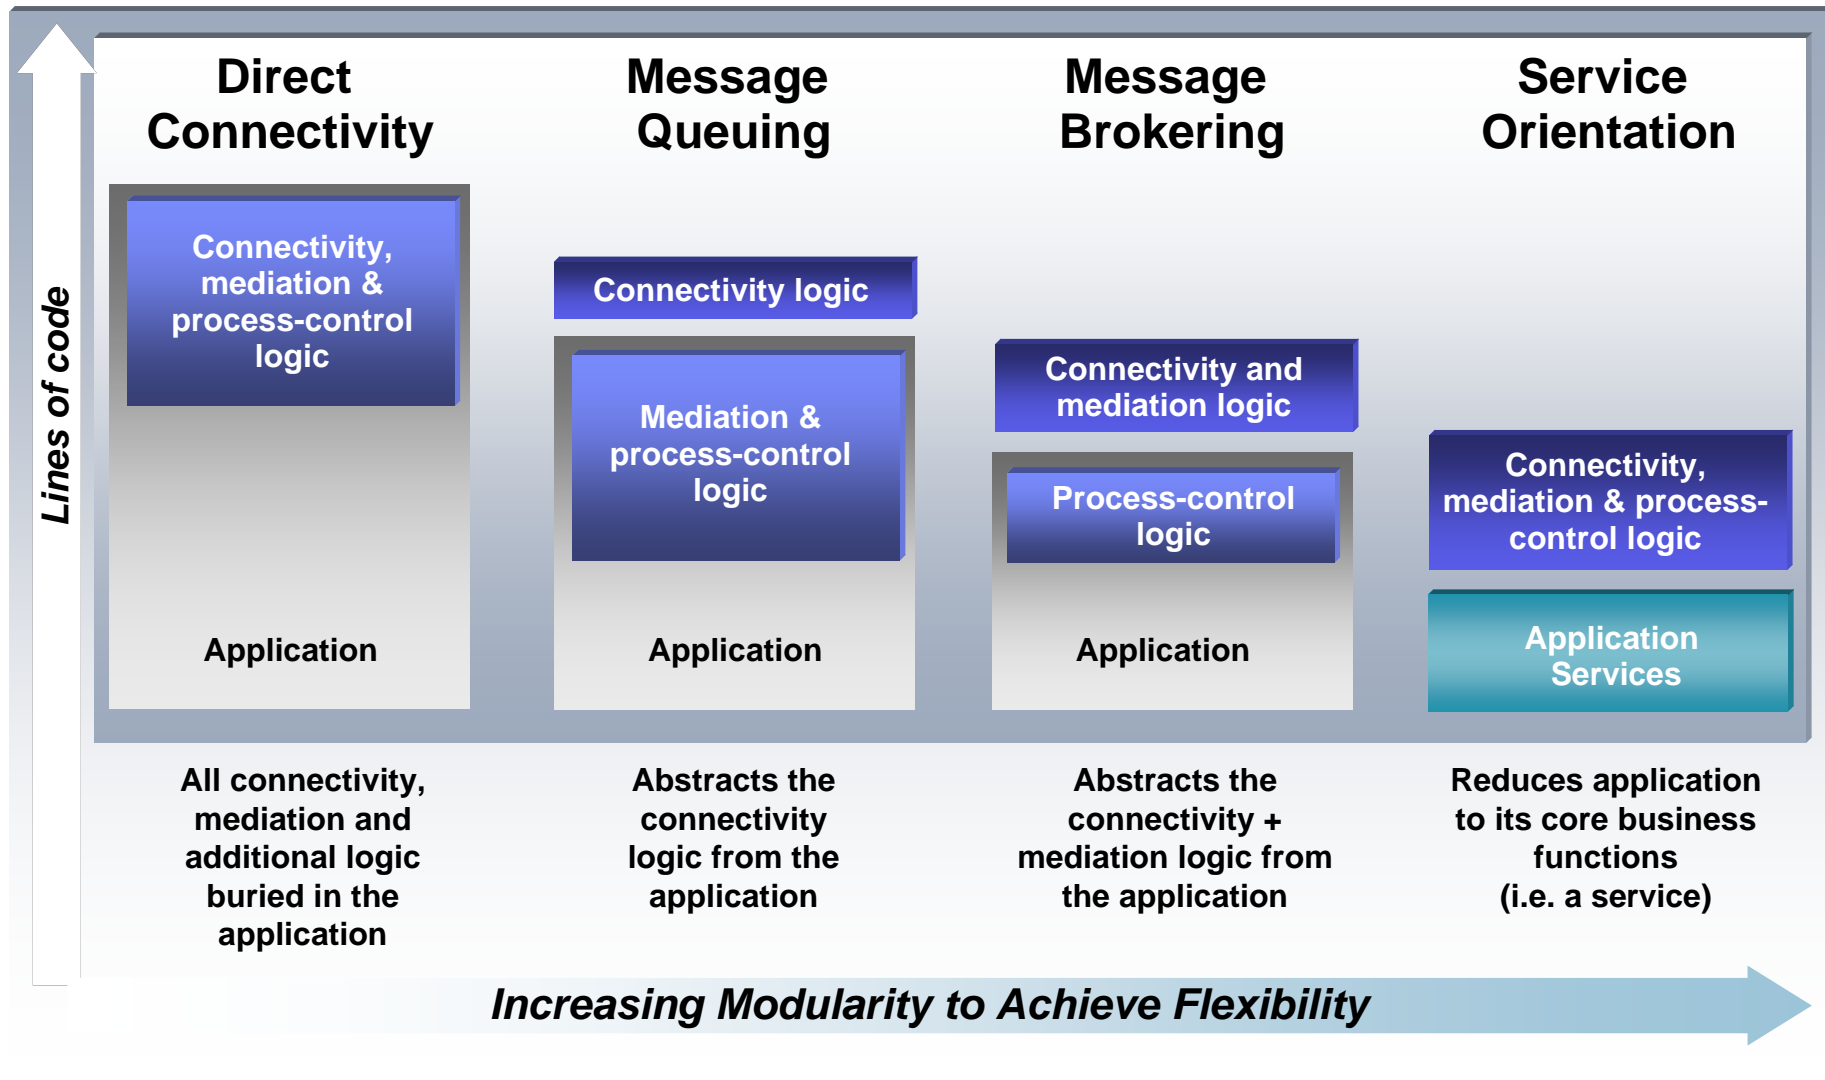 Direct
Connectivity
Message
Queuing
Message
Brokering
Service
Orientation
Lines of code
Connectivity,
mediation &
process-control
logic
Application
Connectivity logic
Mediation &
process-control
logic
Application
Connectivity and
mediation logic
Process-control
logic
Application
Connectivity,
mediation & process-
control logic
Application
Services
All connectivity,
mediation and
additional logic
buried in the
application
Abstracts the
connectivity
logic from the
application
Abstracts the
connectivity +
mediation logic from
the application
Reduces application
to its core business
functions
(i.e. a service)
Increasing Modularity to Achieve Flexibility